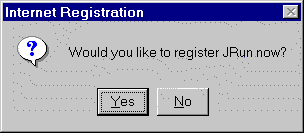 Internet Registration
Would you like to register JRun now?
Yes
No